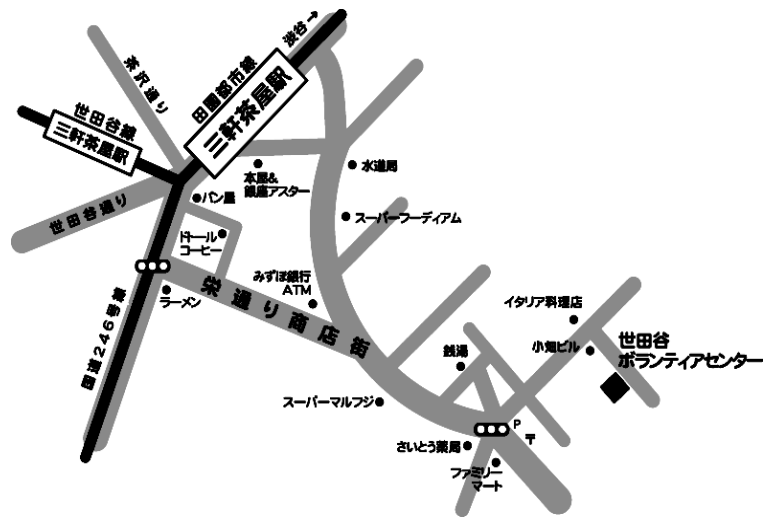 渋谷→
田園都市線
三軒茶屋駅
茶沢通り
世田谷線
三軒茶屋駅
世田谷通り
パン屋
本屋&
銀座アスター
水道局
スーパーフーディアム
ドトール
コーヒー
みずほ銀行
ATM
ラーメン
栄通り商店街
国道246号線
イタリア料理店
小畑ビル
世田谷
ボランティアセンター
銭湯
スーパーマルフジ
さいとう薬局
P
〒
ファミリー
マート